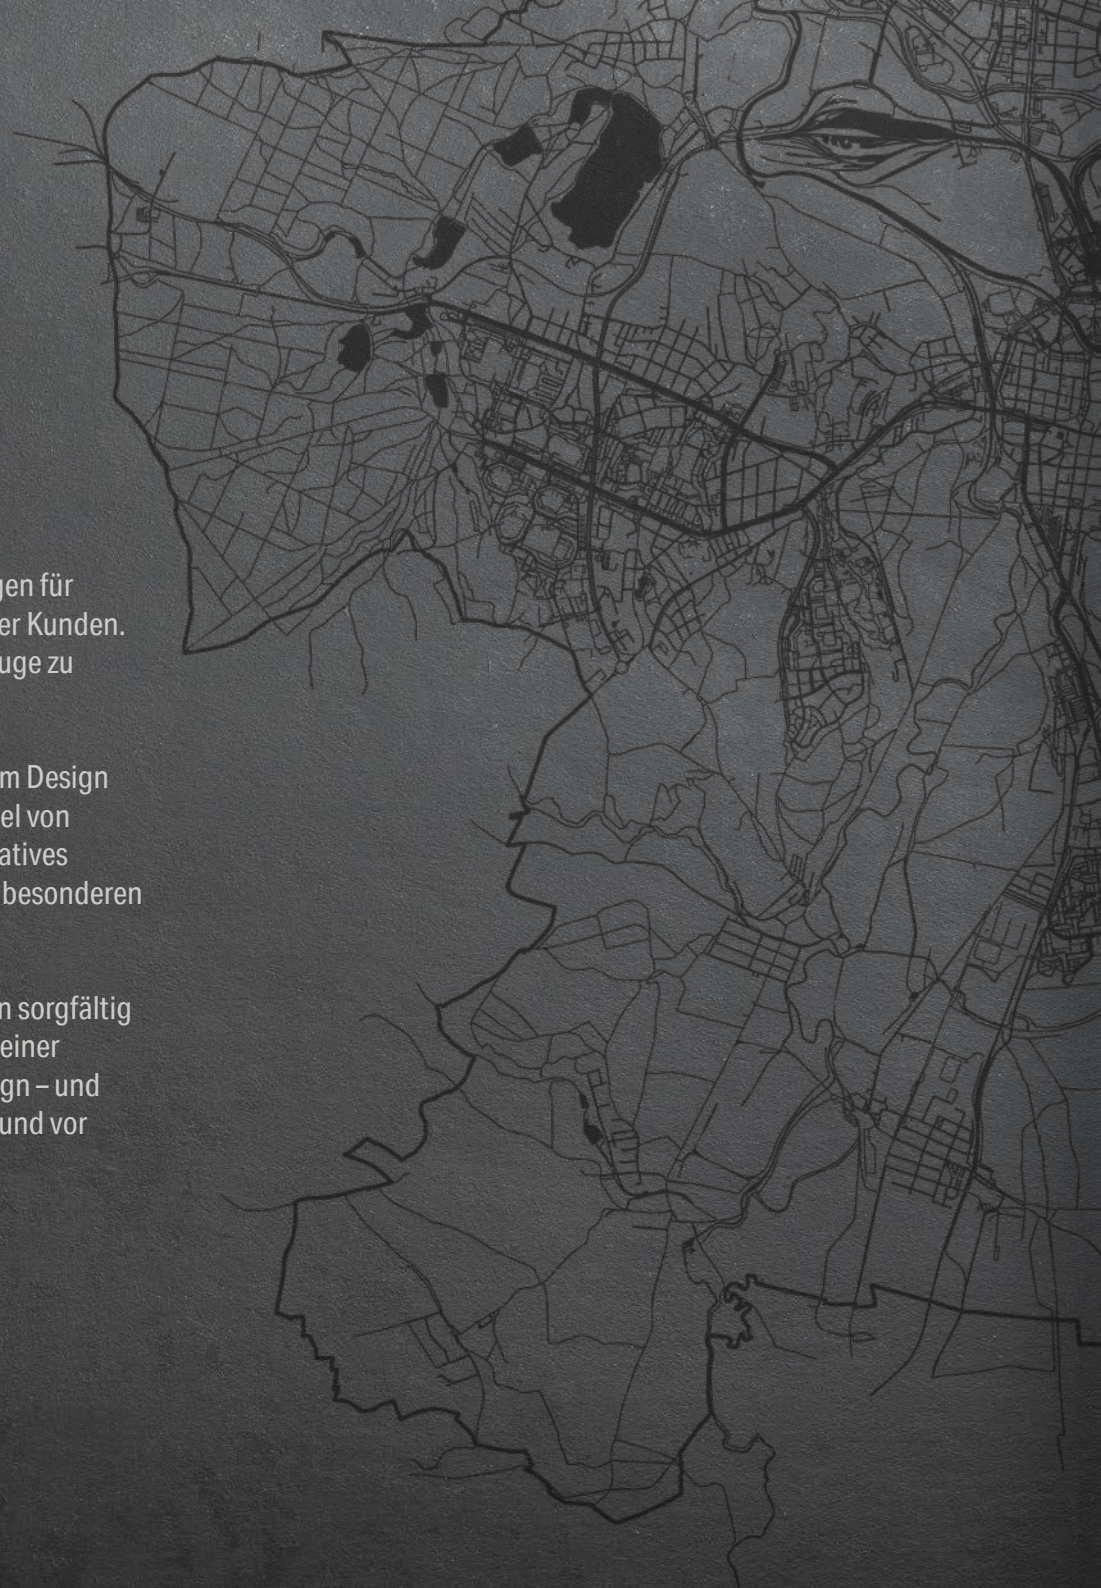 gen für
er Kunden.
uge zu
m Design
el von
atives
besonderen
n sorgfältig
einer
gn – und
und vor